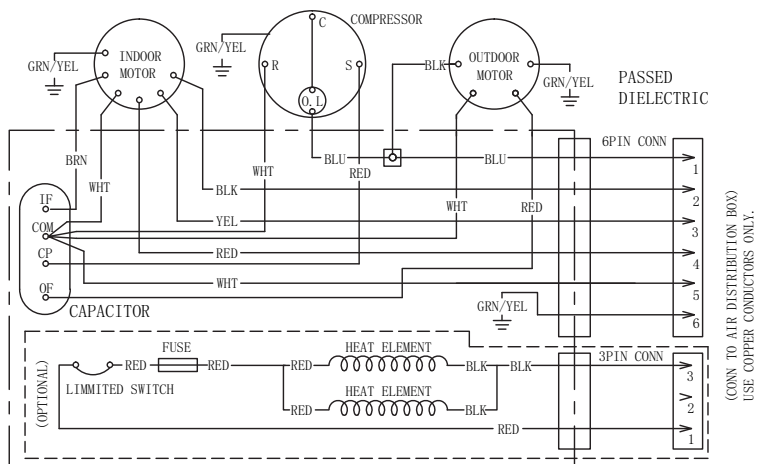 C
COMPRESSOR
INDOOR
MOTOR
GRN/YEL
GRN/YEL
R
S
O.L
BLK
OUTDOOR
MOTOR
GRN/YEL
PASSED
DIELECTRIC
6PIN CONN
BRN
WHT
WHT
BLU
RED
BLU
1
IF
BLK
2
WHT
RED
COM
YEL
3
CP
RED
4
OF
WHT
5
CAPACITOR
GRN/YEL
6
(CONN TO AIR DISTRIBUTION BOX)
USE COPPER CONDUCTORS ONLY.
(OPTIONAL)
FUSE
HEAT ELEMENT
3PIN CONN
RED
RED
RED
BLK
BLK
3
LIMMITED SWITCH
HEAT ELEMENT
2
RED
BLK
RED
1